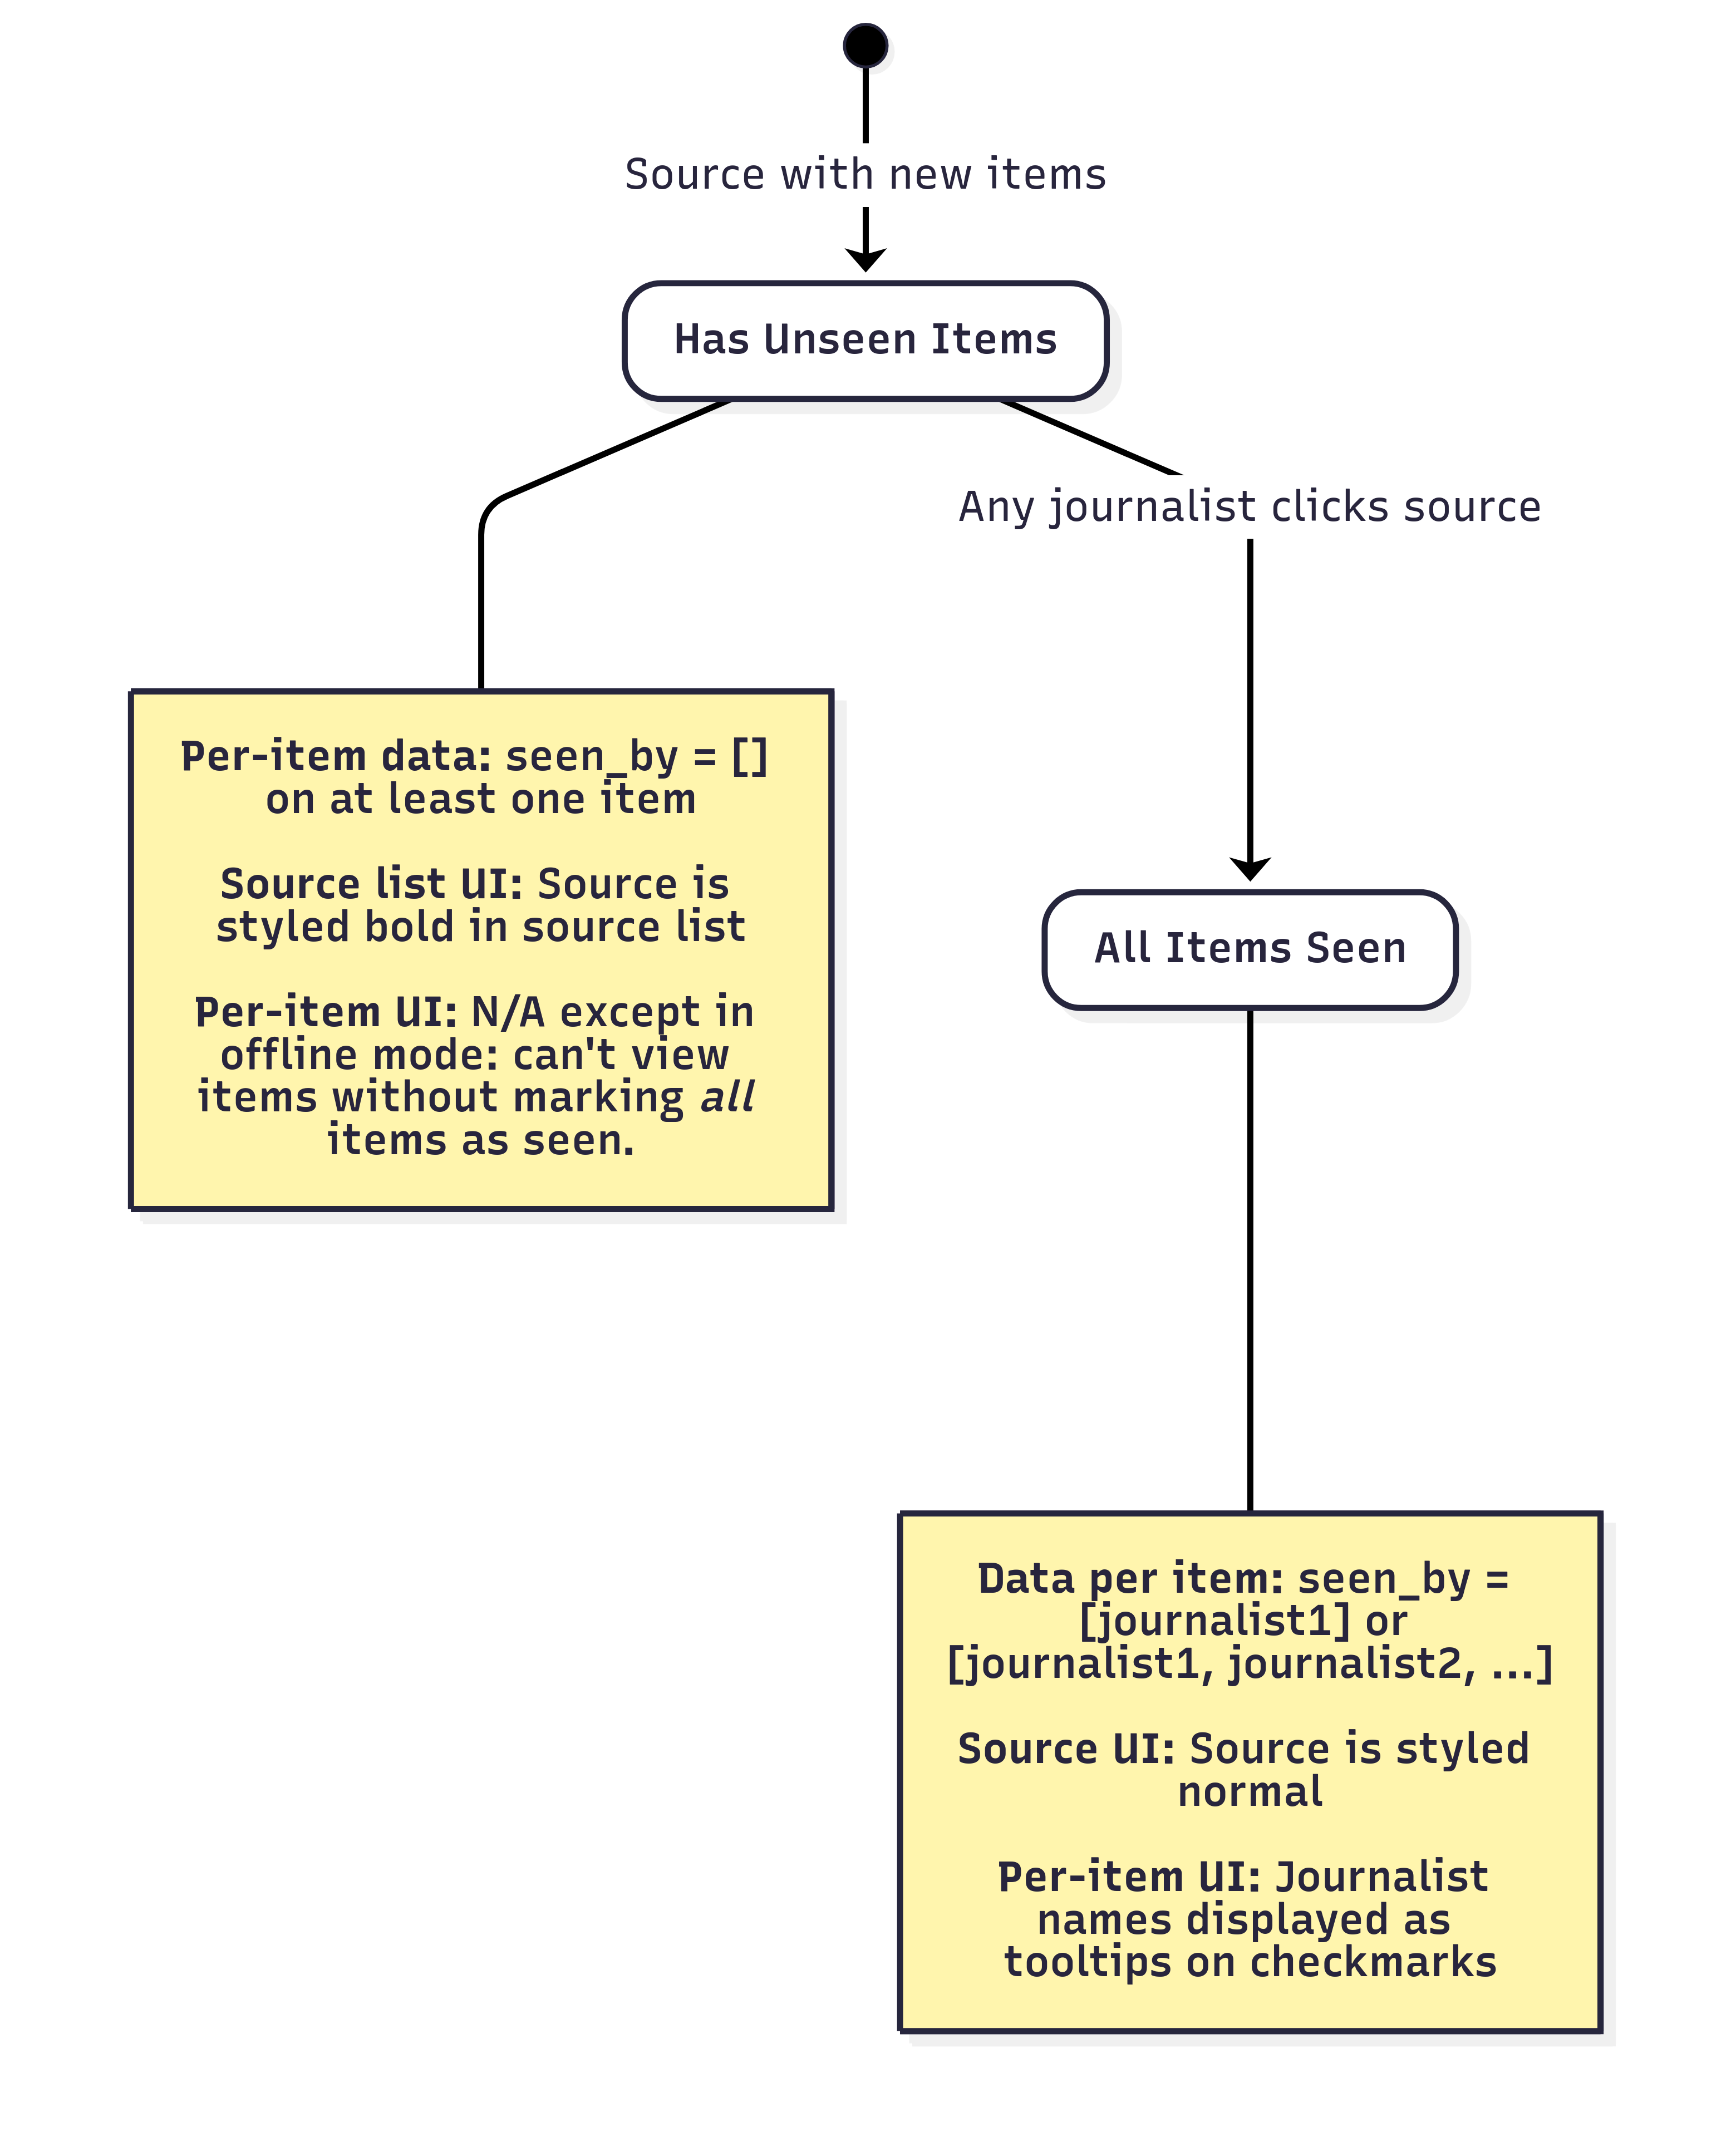 Source with new items
Has Unseen Items
Any journalist clicks source
Per-item data: seen_by = []
on at least one item
Source list UI: Source is
styled bold in source list
Per-item UI: N/A except in
offline mode: can't view
items without marking all
items as seen.
All Items Seen
Data per item: seen_by =
[journalist1] or
[journalist1, journalist2, ...]
Source UI: Source is styled
normal
Per-item UI: Journalist
names displayed as
tooltips on checkmarks